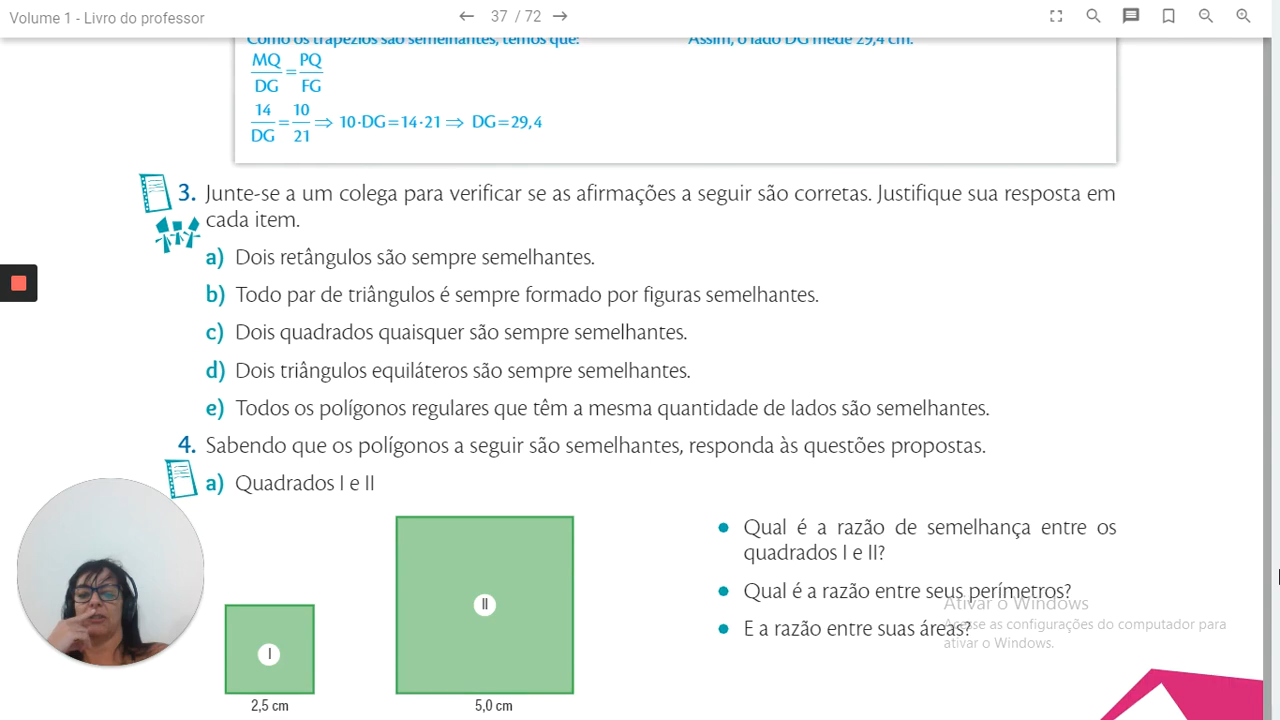 Volume 1 - Livro do professor
37 / 72
Como os trapézios são semelhantes, temos que:
Assim, o lado DG mede 29,4 cm.
MQ/DG = PQ/FG
14/DG = 10/21 ⇒ 10·DG = 14·21 ⇒ DG = 29,4
3. Junte-se a um colega para verificar se as afirmações a seguir são corretas. Justifique sua resposta em
cada item.
a) Dois retângulos são sempre semelhantes.
b) Todo par de triângulos é sempre formado por figuras semelhantes.
c) Dois quadrados quaisquer são sempre semelhantes.
d) Dois triângulos equiláteros são sempre semelhantes.
e) Todos os polígonos regulares que têm a mesma quantidade de lados são semelhantes.
4. Sabendo que os polígonos a seguir são semelhantes, responda às questões propostas.
a) Quadrados I e II
I
2,5 cm
II
5,0 cm
• Qual é a razão de semelhança entre os
quadrados I e II?
• Qual é a razão entre seus perímetros?
• E a razão entre suas áreas?
Ativar o Windows
Acesse as configurações do computador para
ativar o Windows.